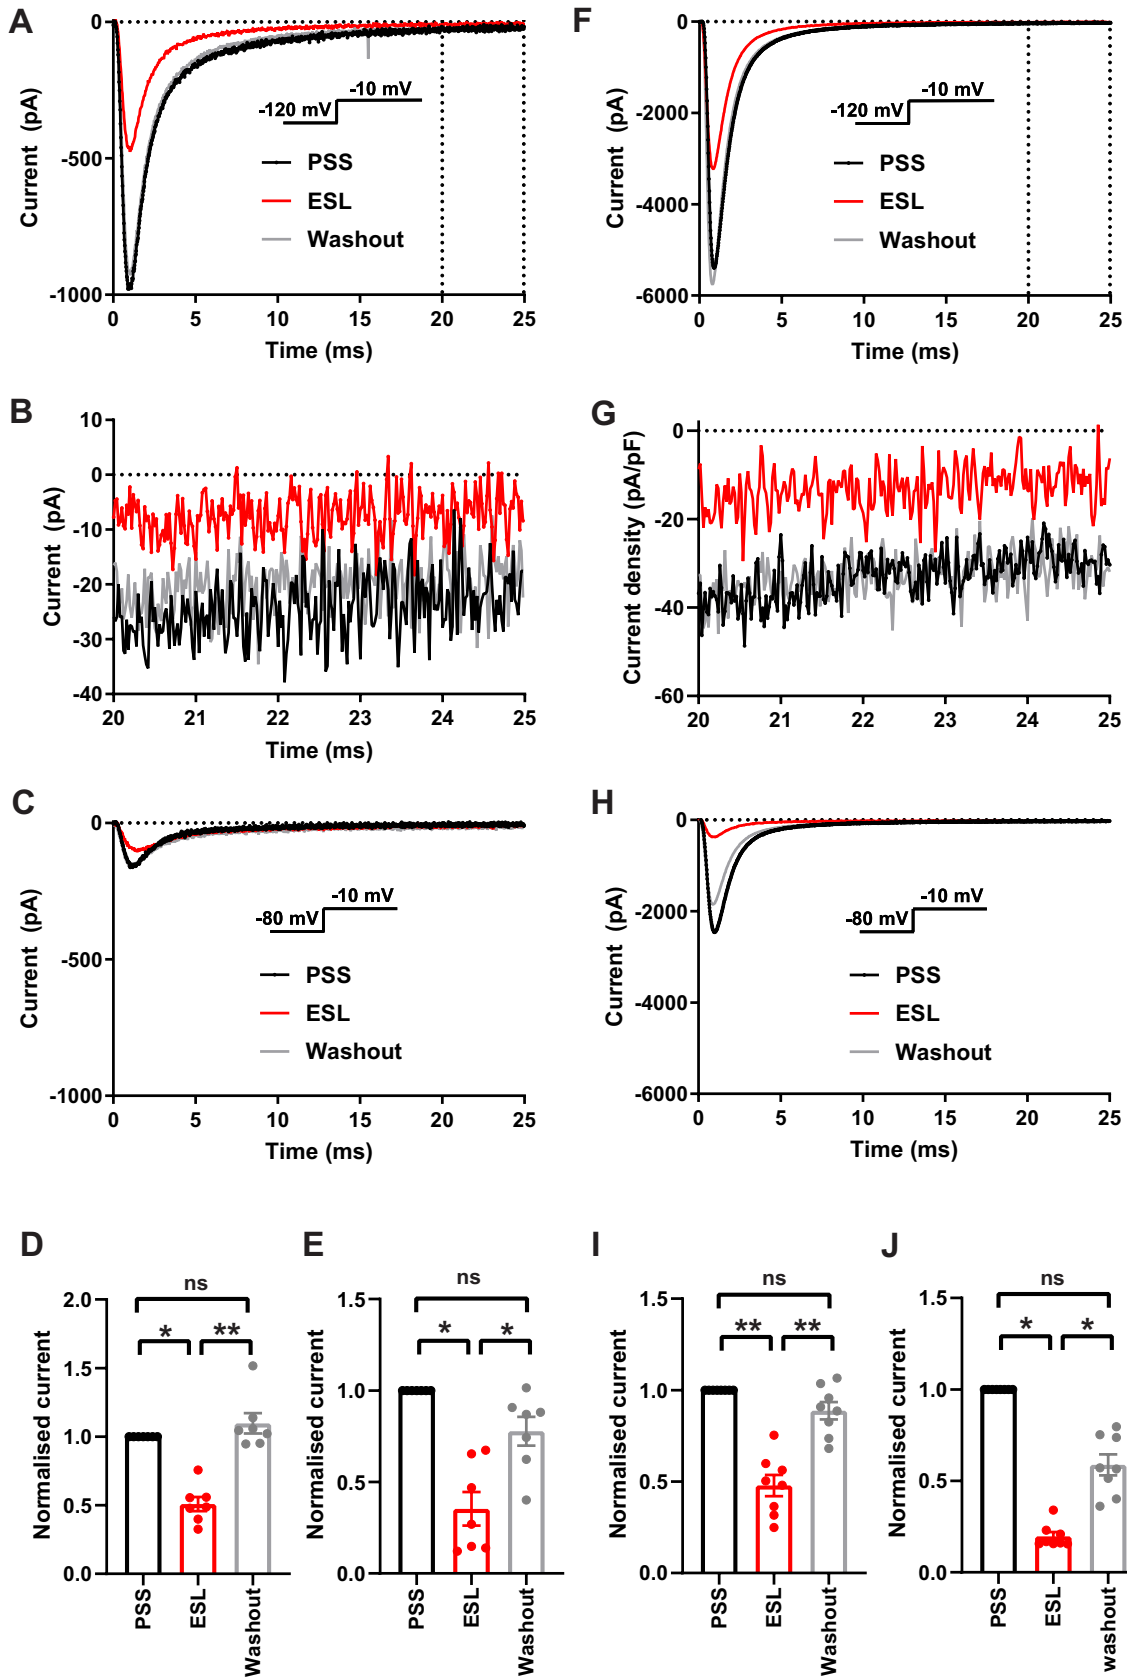 A
Current (pA)
0
-500
-1000
-120 mV
-10 mV
PSS
ESL
Washout
0 5 10 15 20 25
Time (ms)
F
Current (pA)
0
-2000
-4000
-6000
-120 mV
-10 mV
PSS
ESL
Washout
0 5 10 15 20 25
Time (ms)
B
Current (pA)
10
0
-10
-20
-30
-40
20 21 22 23 24 25
Time (ms)
G
Current density (pA/pF)
0
-20
-40
-60
20 21 22 23 24 25
C
Current (pA)
0
-500
-1000
-80 mV
-10 mV
PSS
ESL
Washout
0 5 10 15 20 25
Time (ms)
H
Current (pA)
0
-2000
-4000
-6000
-80 mV
-10 mV
PSS
ESL
Washout
0 5 10 15 20 25
Time (ms)
D
Normalised current
2.0
1.5
1.0
0.5
0.0
ns
* **
PSS
ESL
Washout
E
Normalised current
1.5
1.0
0.5
0.0
ns
* *
PSS
ESL
Washout
I
Normalised current
1.5
1.0
0.5
0.0
ns
** **
PSS
ESL
Washout
J
Normalised current
1.5
1.0
0.5
0.0
ns
* *
PSS
ESL
washout